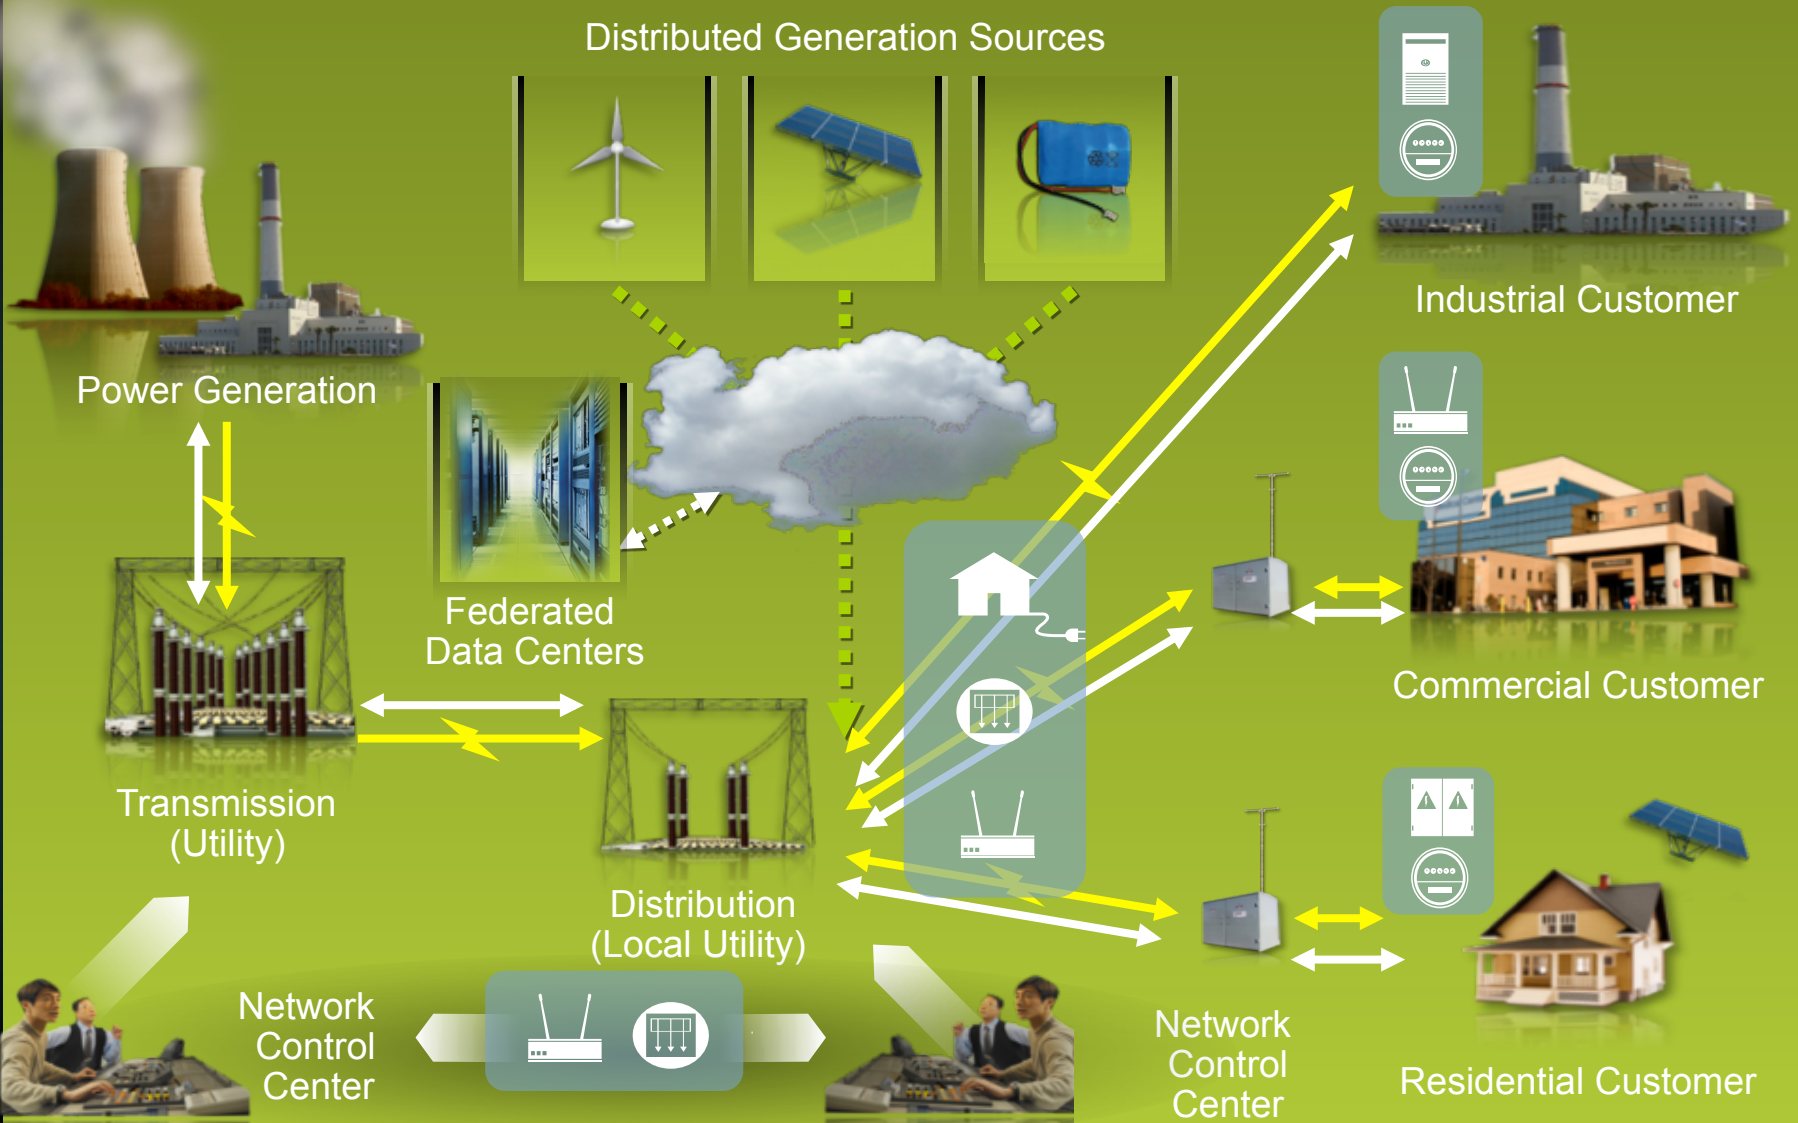 Distributed Generation Sources
Industrial Customer
Power Generation
Federated
Data Centers
Commercial Customer
Transmission
(Utility)
Distribution
(Local Utility)
Network
Control
Center
Network
Control
Center
Residential Customer